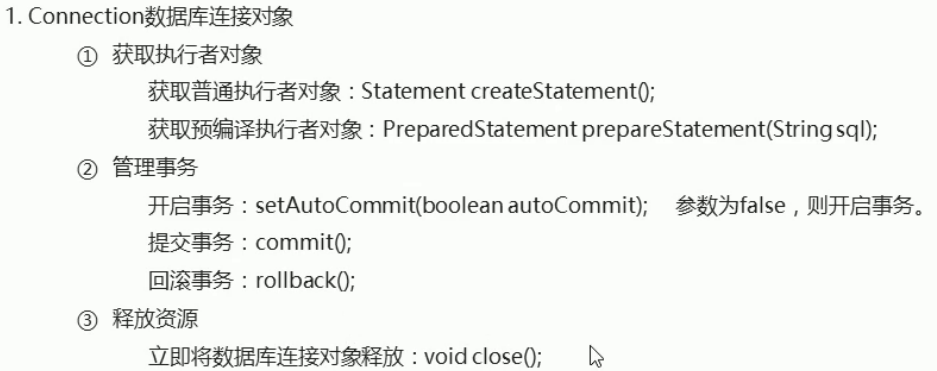 1. Connection数据库连接对象
① 获取执行者对象
获取普通执行者对象：Statement createStatement();
获取预编译执行者对象：PreparedStatement prepareStatement(String sql);
② 管理事务
开启事务：setAutoCommit(boolean autoCommit); 参数为false，则开启事务。
提交事务：commit();
回滚事务：rollback();
③ 释放资源
立即将数据库连接对象释放：void close();